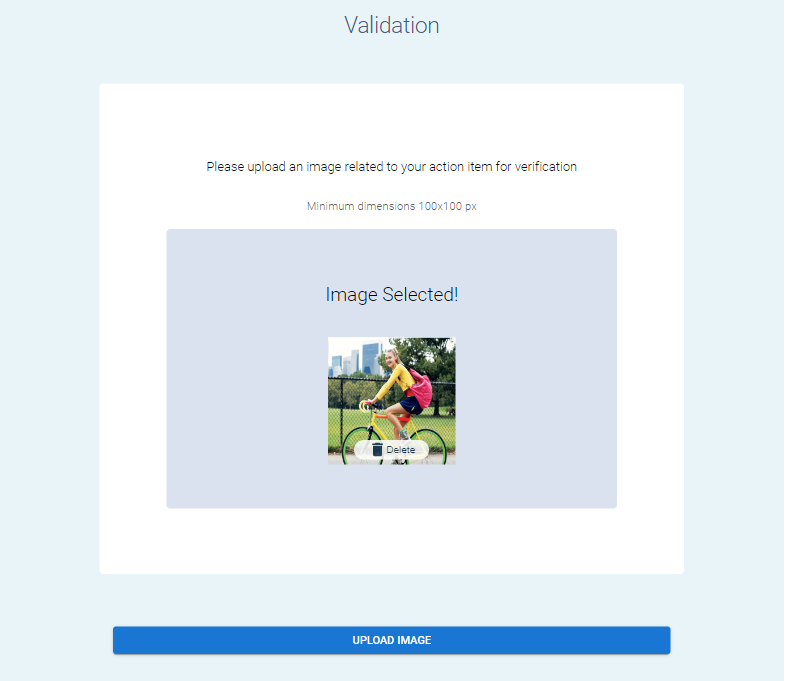 Validation
Please upload an image related to your action item for verification
Minimum dimensions 100x100 px
Image Selected!
Delete
UPLOAD IMAGE